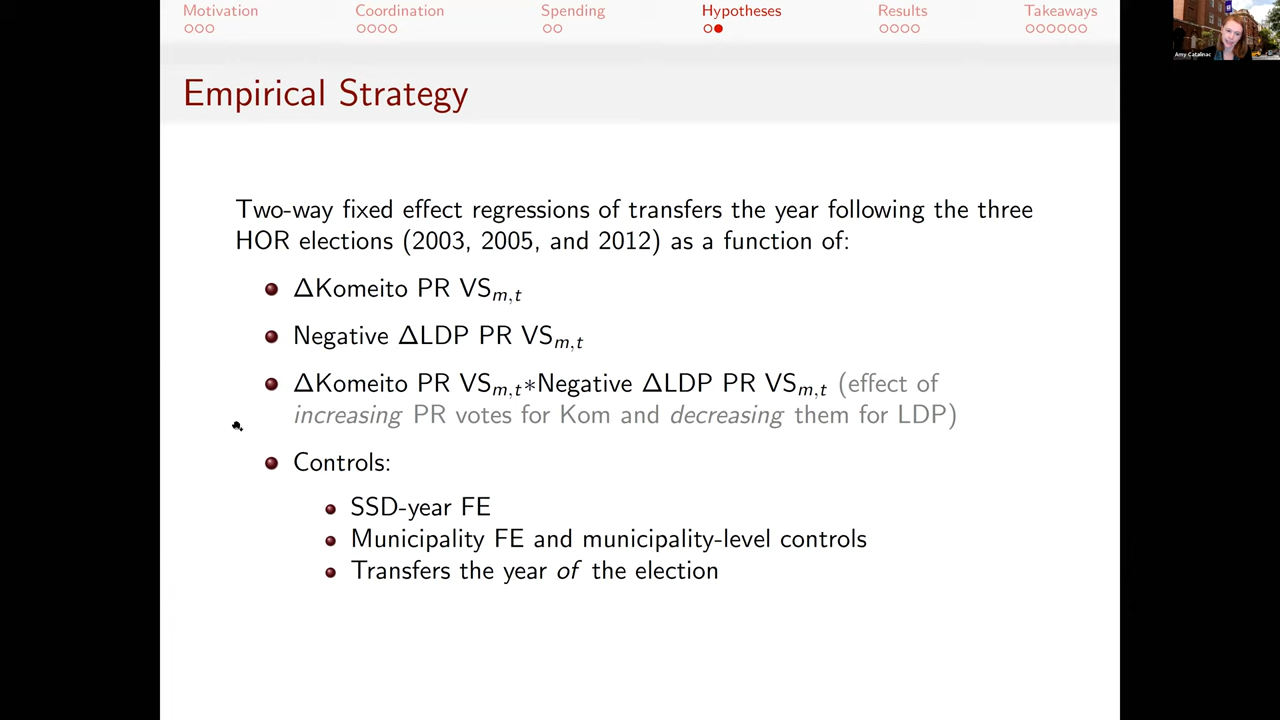 Motivation Coordination Spending Hypotheses Results Takeaways
Amy Catalinac
Empirical Strategy
Two-way fixed effect regressions of transfers the year following the three
HOR elections (2003, 2005, and 2012) as a function of:
ΔKomeito PR VSm,t
Negative ΔLDP PR VSm,t
ΔKomeito PR VSm,t∗Negative ΔLDP PR VSm,t (effect of
increasing PR votes for Kom and decreasing them for LDP)
Controls:
SSD-year FE
Municipality FE and municipality-level controls
Transfers the year of the election